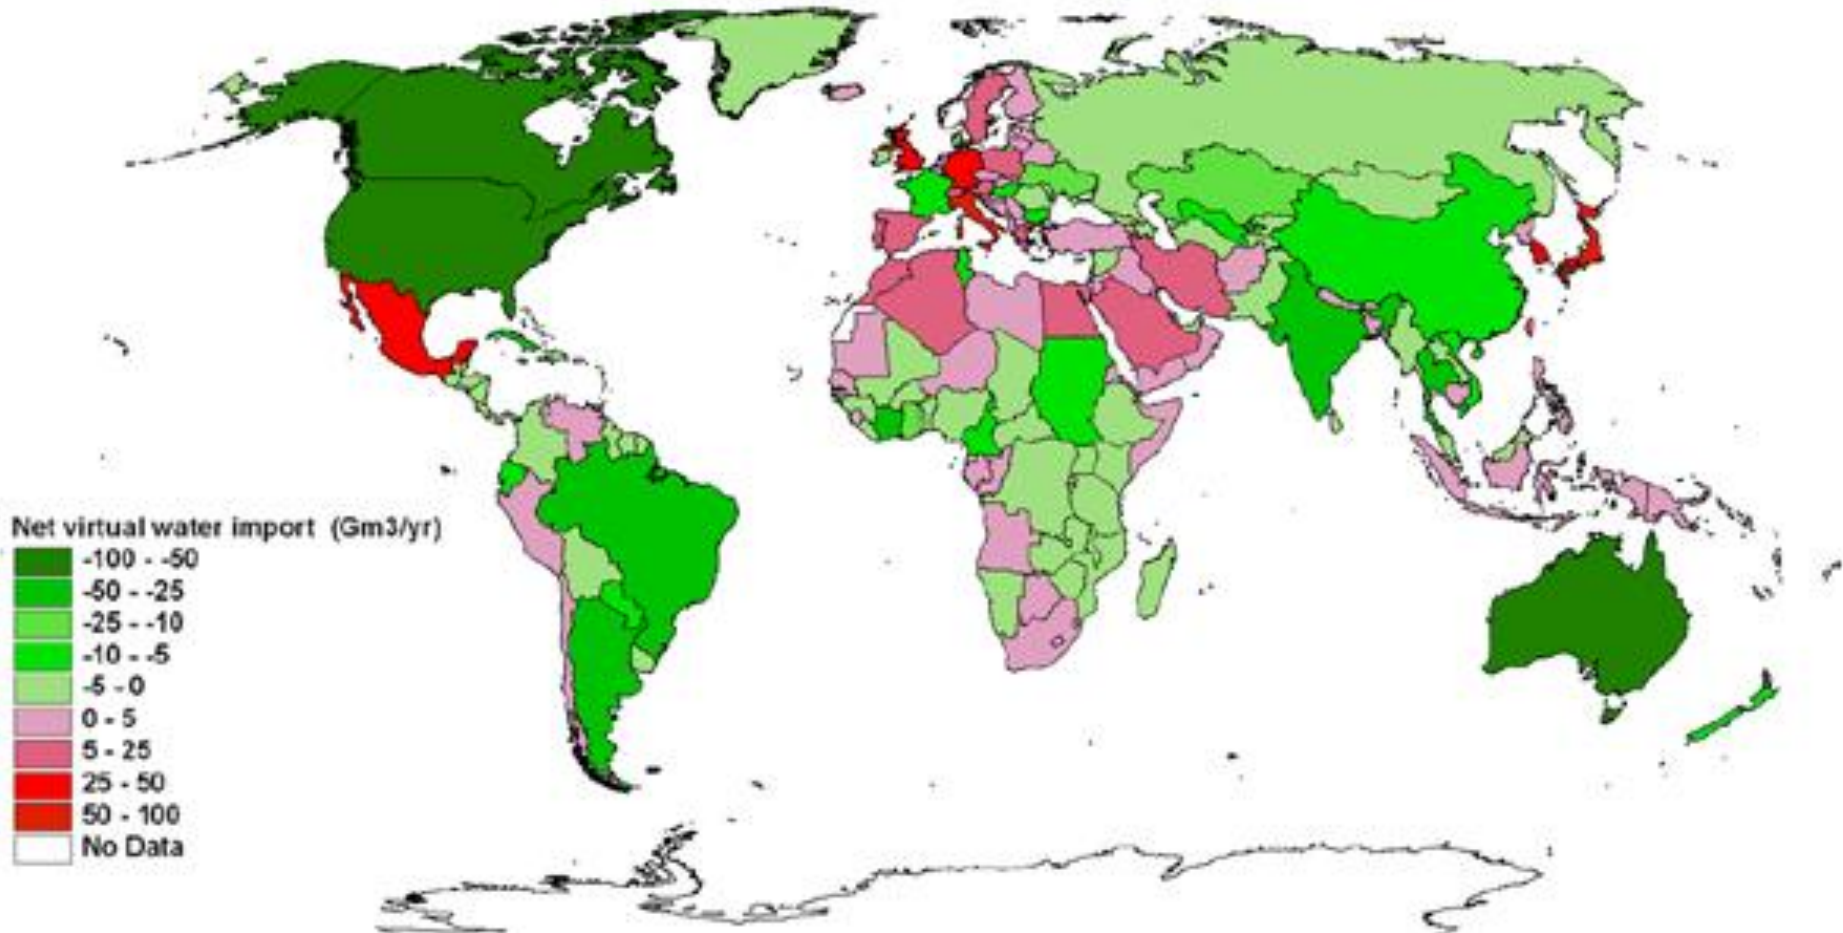 Net virtual water import (Gm3/yr)
-100 - -50
-50 - -25
-25 - -10
-10 - -5
-5 - 0
0 - 5
5 - 25
25 - 50
50 - 100
No Data